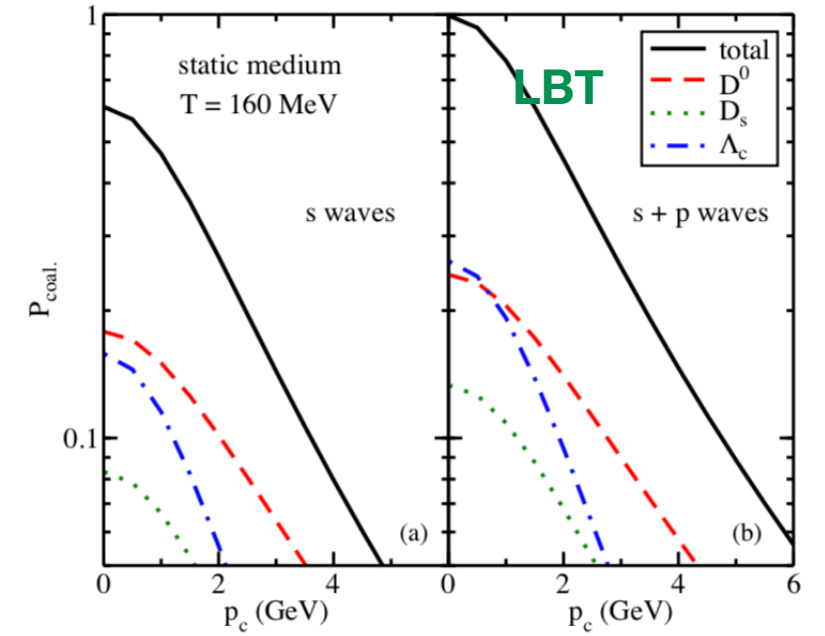 1
static medium
T = 160 MeV
s waves
P_coal.
0.1
(a)
0
2
4
p_c (GeV)
LBT
total
D^0
D_s
Λ_c
s + p waves
(b)
0
2
4
6
p_c (GeV)